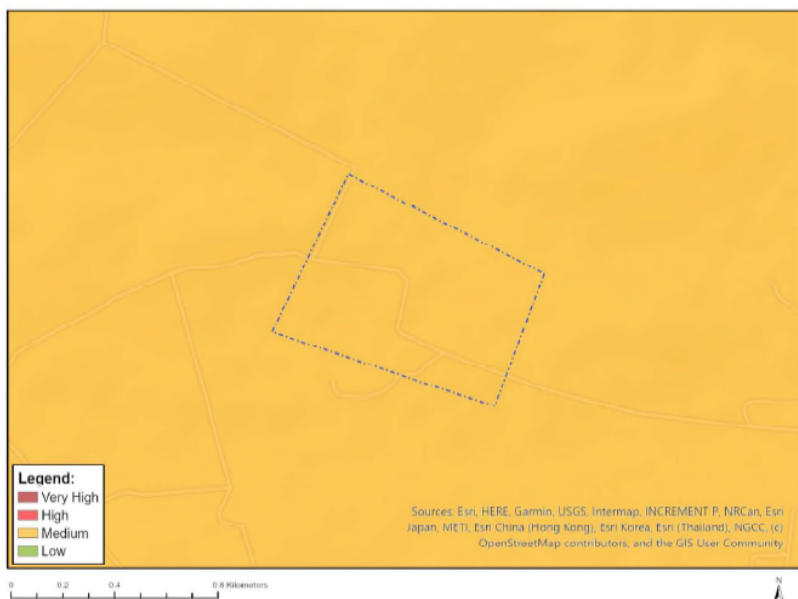 Legend:
Very High
High
Medium
Low
Sources: Esri, HERE, Garmin, USGS, Intermap, INCREMENT P, NRCan, Esri
Japan, METI, Esri China (Hong Kong), Esri Korea, Esri (Thailand), NGCC, (c)
OpenStreetMap contributors, and the GIS User Community
0 0.2 0.4 0.8 Kilometers
N